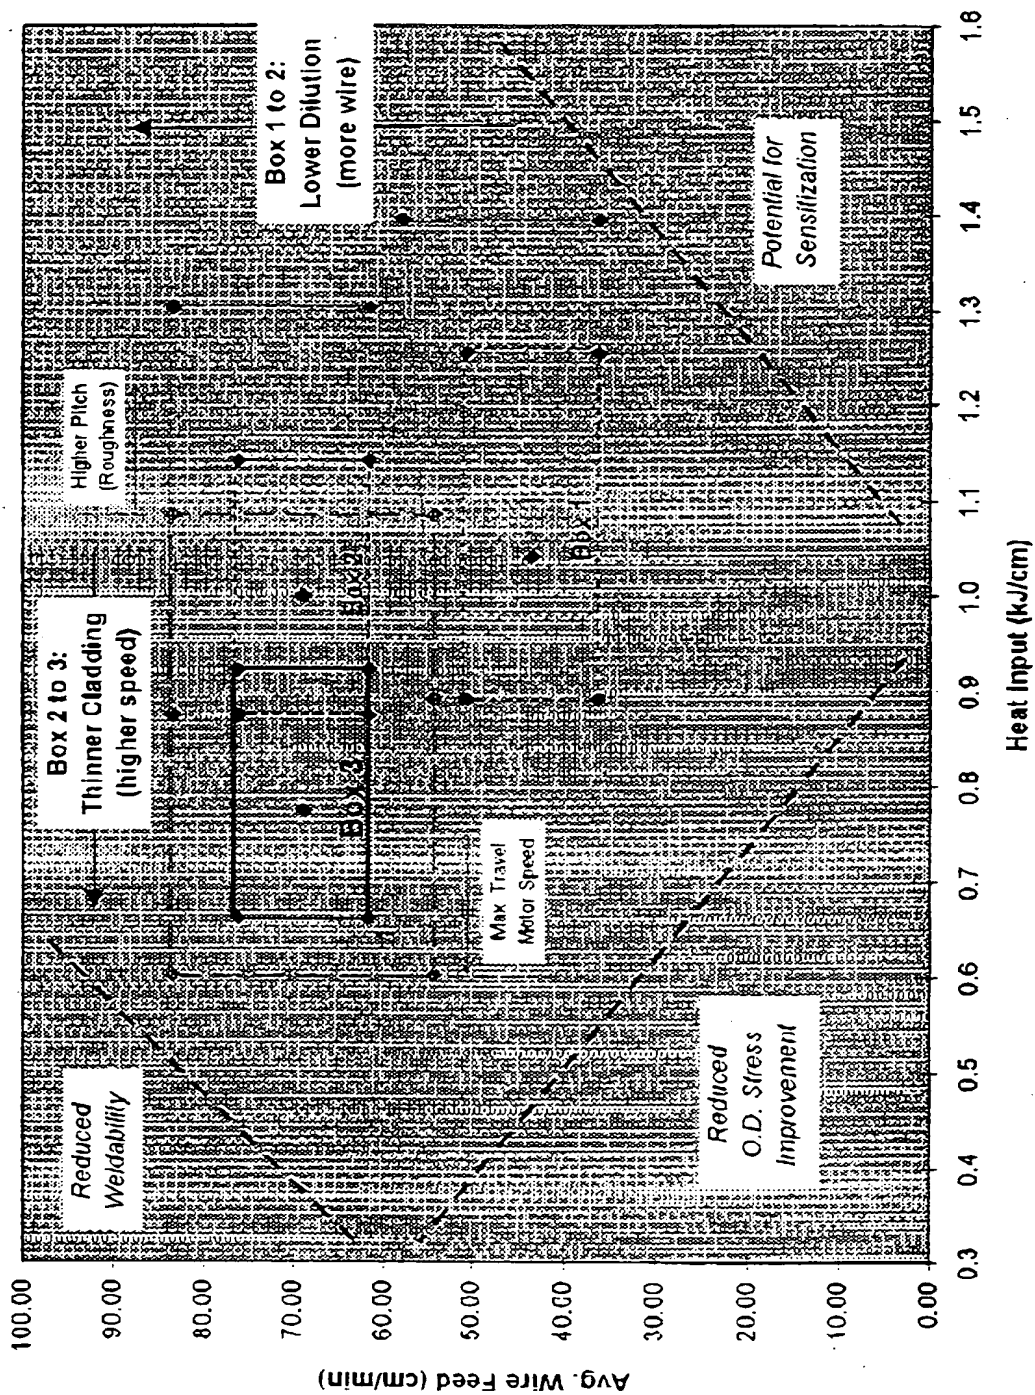 100.00
90.00
80.00
70.00
60.00
50.00
40.00
30.00
20.00
10.00
0.00
Avg. Wire Feed (cm/min)
Reduced
Weldability
Box 2 to 3:
Thinner Cladding
(higher speed)
Higher Pitch
(Roughness)
Box 1 to 2:
Lower Dilution
(more wire)
Box 3
Box 2
Box 1
Max Travel
Motor Speed
Reduced
O.D. Stress
Improvement
Potential for
Sensitization
0.3
0.4
0.5
0.6
0.7
0.8
0.9
1.0
1.1
1.2
1.3
1.4
1.5
1.6
Heat Input (kJ/cm)